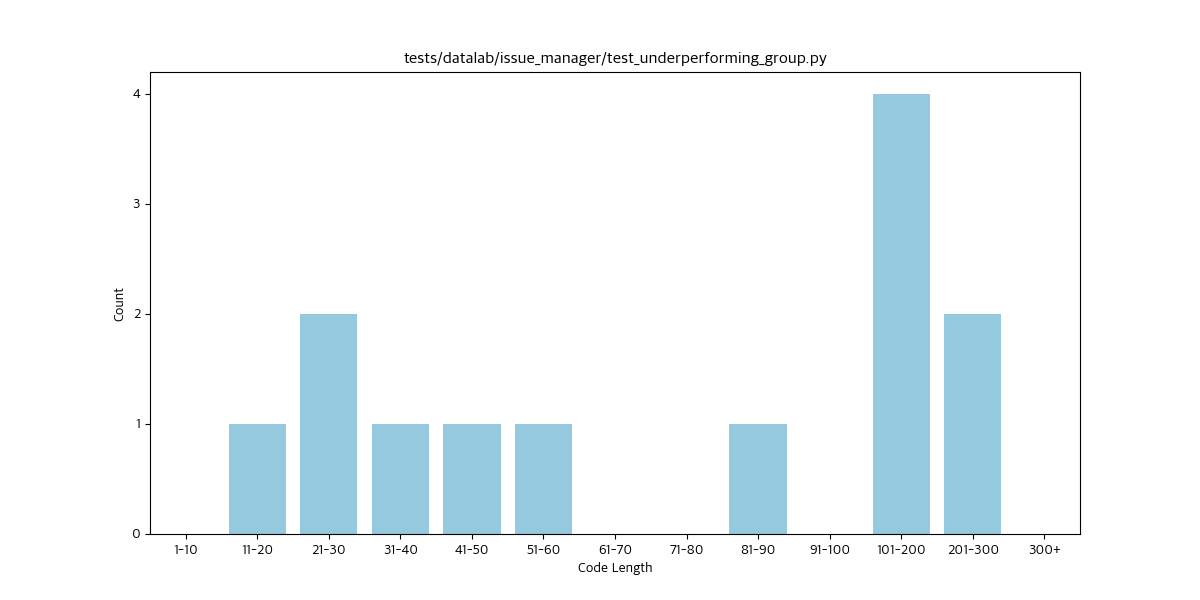 tests/datalab/issue_manager/test_underperforming_group.py
4
3
2
1
0
Count
1-10 11-20 21-30 31-40 41-50 51-60 61-70 71-80 81-90 91-100 101-200 201-300 300+
Code Length